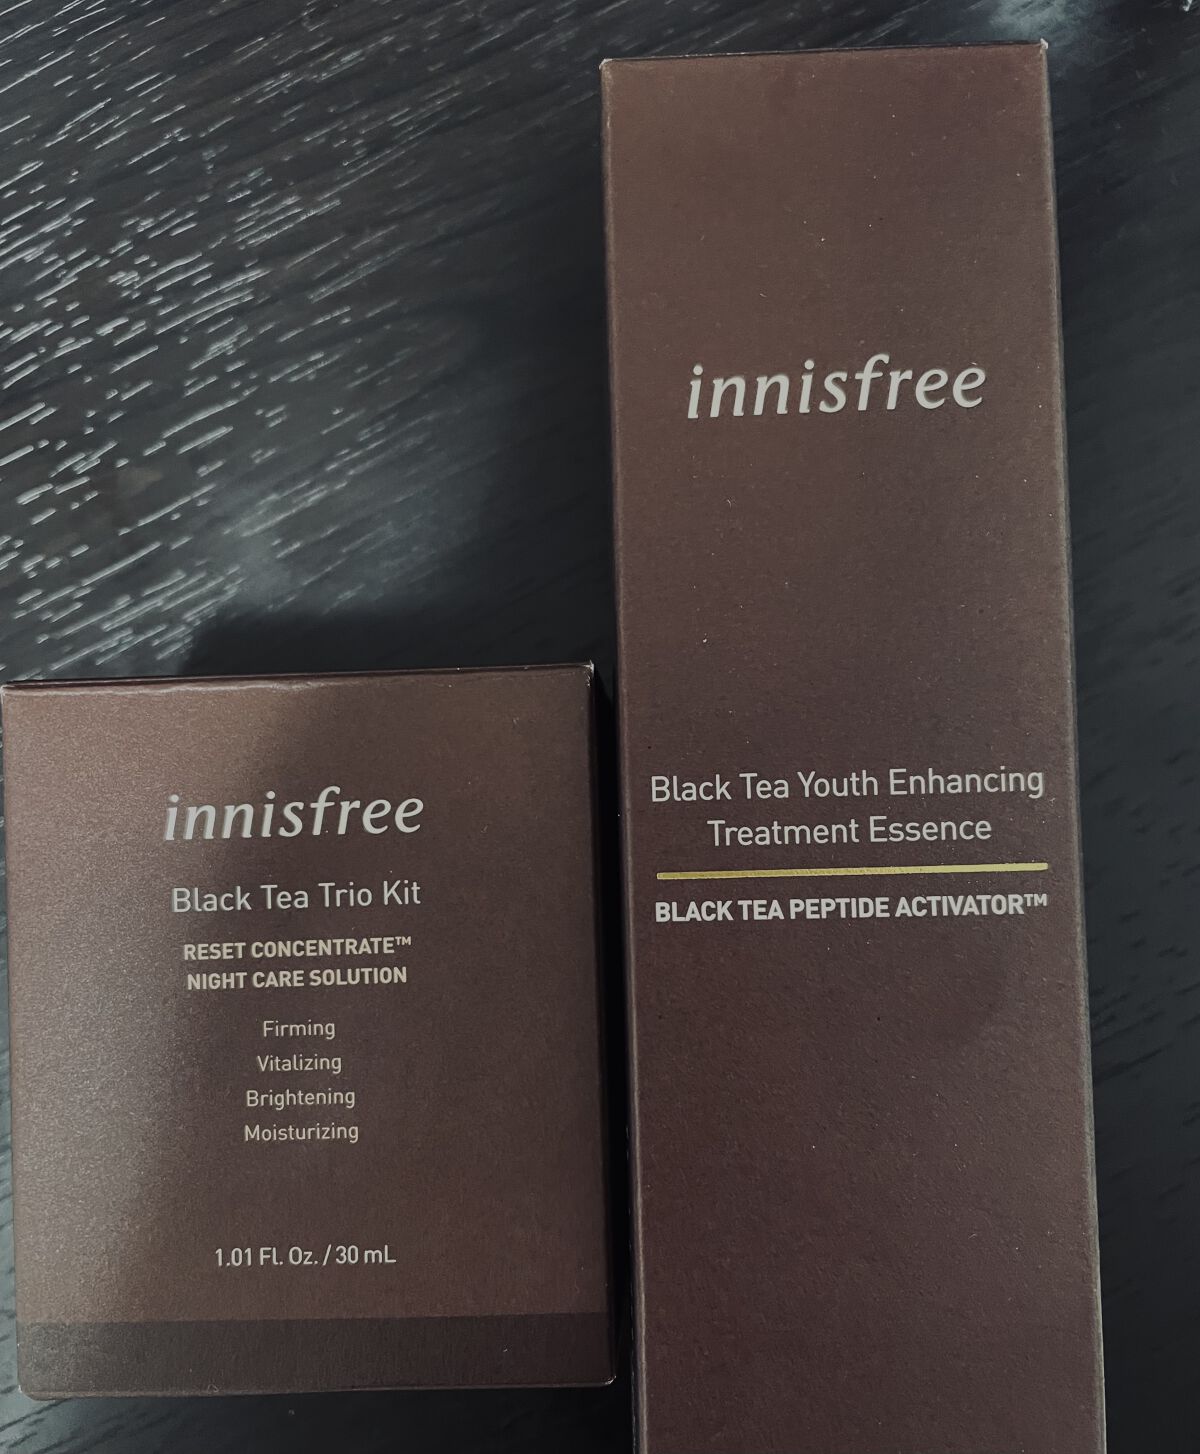 innisfree
Black Tea Trio Kit
RESET CONCENTRATE™
NIGHT CARE SOLUTION
Firming
Vitalizing
Brightening
Moisturizing
1.01 Fl. Oz. / 30 mL
innisfree
Black Tea Youth Enhancing
Treatment Essence
BLACK TEA PEPTIDE ACTIVATOR™